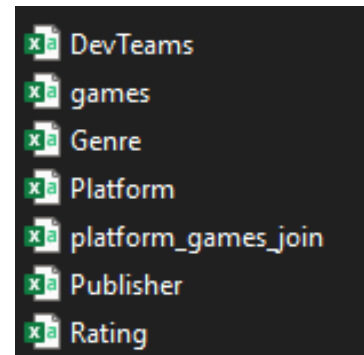 DevTeams
games
Genre
Platform
platform_games_join
Publisher
Rating